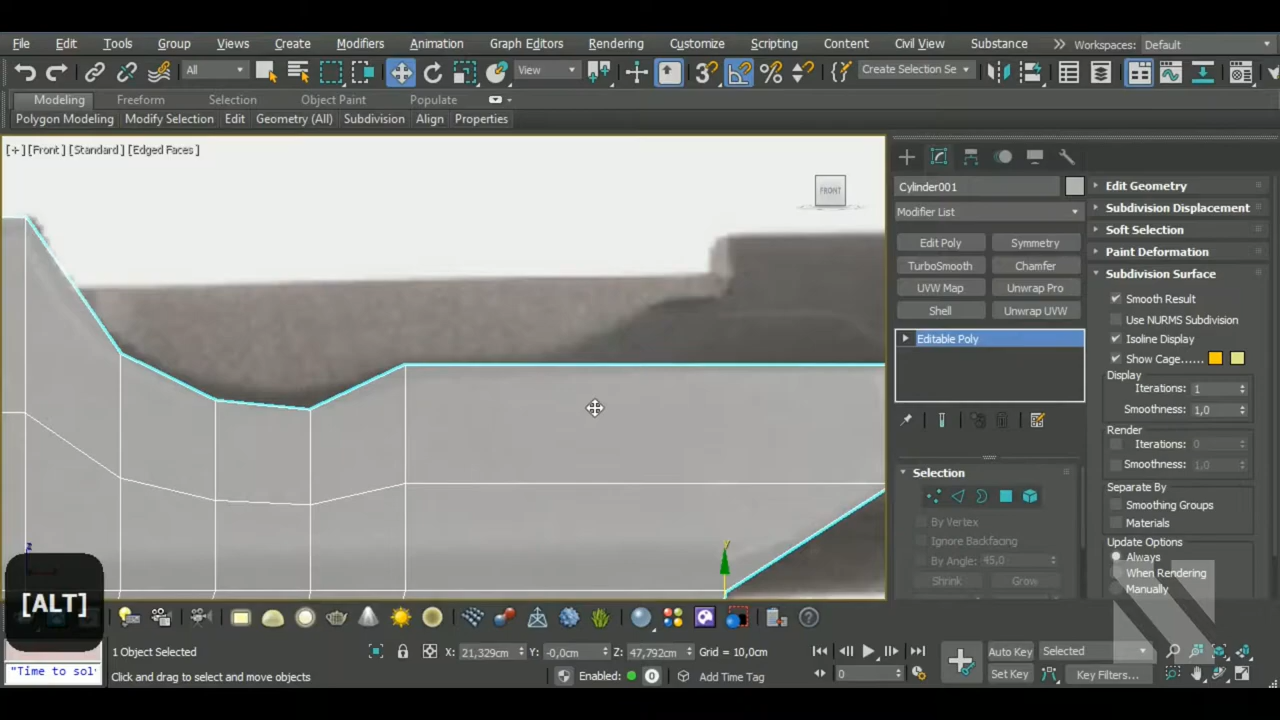 File Edit Tools Group Views Create Modifiers Animation Graph Editors Rendering Customize Scripting Content Civil View Substance Workspaces: Default
All View Create Selection Se
Modeling Freeform Selection Object Paint Populate
Polygon Modeling Modify Selection Edit Geometry (All) Subdivision Align Properties
[+] [Front] [Standard] [Edged Faces]
FRONT
Cylinder001
Modifier List
Edit Poly Symmetry
TurboSmooth Chamfer
UVW Map Unwrap Pro
Shell Unwrap UVW
Editable Poly
Selection
By Vertex
Ignore Backfacing
By Angle: 45,0
Shrink Grow
Edit Geometry
Subdivision Displacement
Soft Selection
Paint Deformation
Subdivision Surface
Smooth Result
Use NURMS Subdivision
Isoline Display
Show Cage......
Display
Iterations: 1
Smoothness: 1,0
Render
Iterations: 0
Smoothness: 1,0
Separate By
Smoothing Groups
Materials
Update Options
Always
When Rendering
Manually
z
y
[ALT]
"Time to sol
1 Object Selected
Click and drag to select and move objects
X: 21,329cm Y: -0,0cm Z: 47,792cm Grid = 10,0cm
Enabled: 0 Add Time Tag
0
Auto Key Selected
Set Key Key Filters...